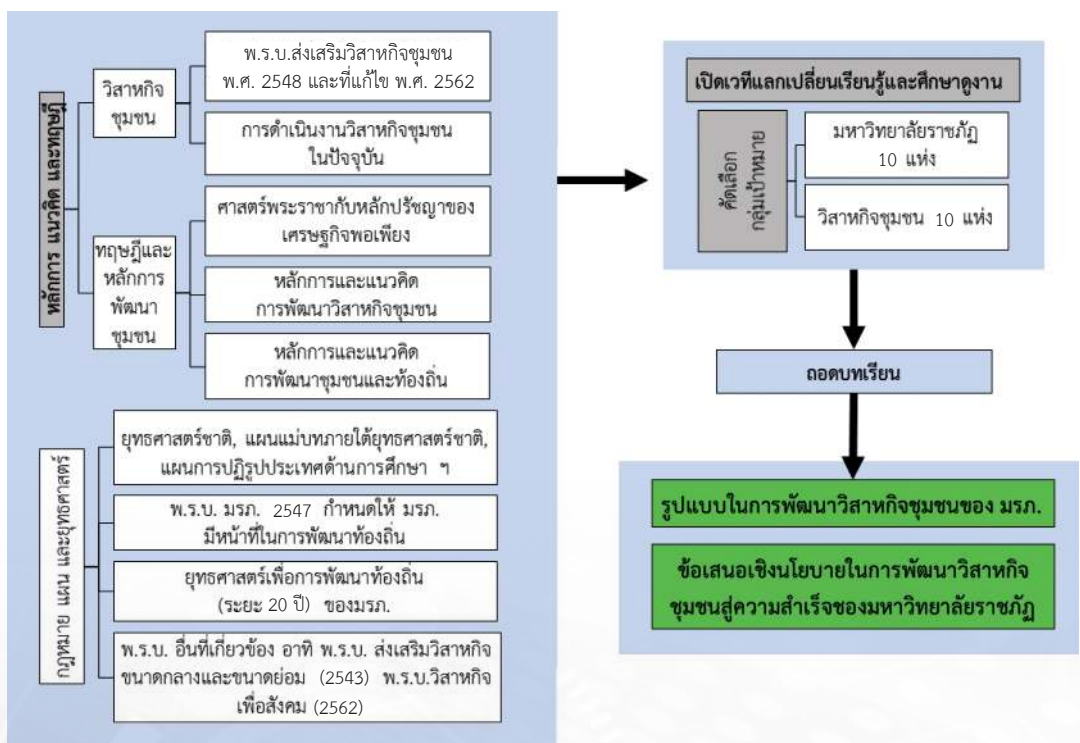 หลักการ แนวคิด และทฤษฎี
วิสาหกิจ
ชุมชน
พ.ร.บ.ส่งเสริมวิสาหกิจชุมชน
พ.ศ. 2548 และที่แก้ไข พ.ศ. 2562
การดำเนินงานวิสาหกิจชุมชน
ในปัจจุบัน
ทฤษฎีและ
หลักการ
พัฒนา
ชุมชน
ศาสตร์พระราชากับหลักปรัชญาของ
เศรษฐกิจพอเพียง
หลักการและแนวคิด
การพัฒนาวิสาหกิจชุมชน
หลักการและแนวคิด
การพัฒนาชุมชนและท้องถิ่น
กฎหมาย แผน และยุทธศาสตร์
ยุทธศาสตร์ชาติ, แผนแม่บทภายใต้ยุทธศาสตร์ชาติ,
แผนการปฏิรูปประเทศด้านการศึกษา ฯ
พ.ร.บ. มรภ. 2547 กำหนดให้ มรภ.
มีหน้าที่ในการพัฒนาท้องถิ่น
ยุทธศาสตร์เพื่อการพัฒนาท้องถิ่น
(ระยะ 20 ปี) ของมรภ.
พ.ร.บ. อื่นที่เกี่ยวข้อง อาทิ พ.ร.บ. ส่งเสริมวิสาหกิจ
ขนาดกลางและขนาดย่อม (2543) พ.ร.บ.วิสาหกิจ
เพื่อสังคม (2562)
เปิดเวทีแลกเปลี่ยนเรียนรู้และศึกษาดูงาน
คัดเลือก
กลุ่มเป้าหมาย
มหาวิทยาลัยราชภัฏ
10 แห่ง
วิสาหกิจชุมชน 10 แห่ง
ถอดบทเรียน
รูปแบบในการพัฒนาวิสาหกิจชุมชนของ มรภ.
ข้อเสนอเชิงนโยบายในการพัฒนาวิสาหกิจ
ชุมชนสู่ความสำเร็จชองมหาวิทยาลัยราชภัฏ